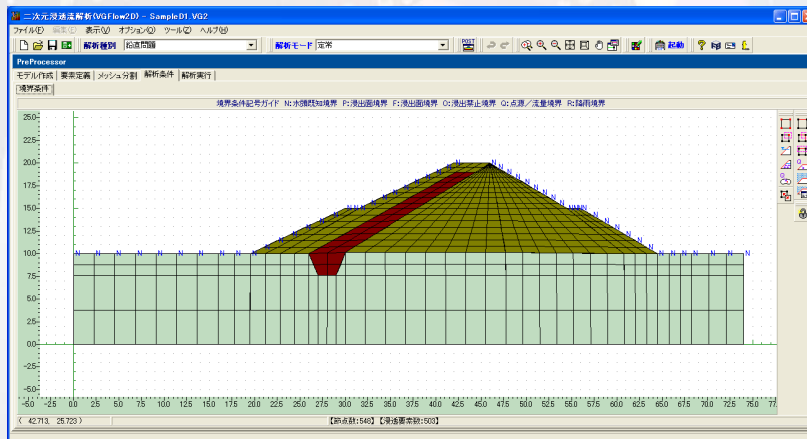 二次元浸透流解析(VGFlow2D) - SampleD1.VG2
ファイル(F) 編集(E) 表示(V) オプション(O) ツール(Z) ヘルプ(H)
解析種別 鉛直問題 解析モード 定常 POST 起動
PreProcessor
モデル作成 要素定義 メッシュ分割 解析条件 解析実行
境界条件
境界条件記号ガイド N:水頭既知境界 P:浸出面境界 F:浸出面境界 O:浸出禁止境界 Q:点源/流量境界 R:降雨境界
25.0
22.5
20.0 N N
17.5
15.0
12.5
10.0 N N N N N N N N N N N N N N
7.5
5.0
2.5
0.0
-2.5
-5.0
-5.0 -2.5 0.0 2.5 5.0 7.5 10.0 12.5 15.0 17.5 20.0 22.5 25.0 27.5 30.0 32.5 35.0 37.5 40.0 42.5 45.0 47.5 50.0 52.5 55.0 57.5 60.0 62.5 65.0 67.5 70.0 72.5 75.0 77.
( 42.713, 25.723 ) 【節点数:548】【浸透要素数:503】